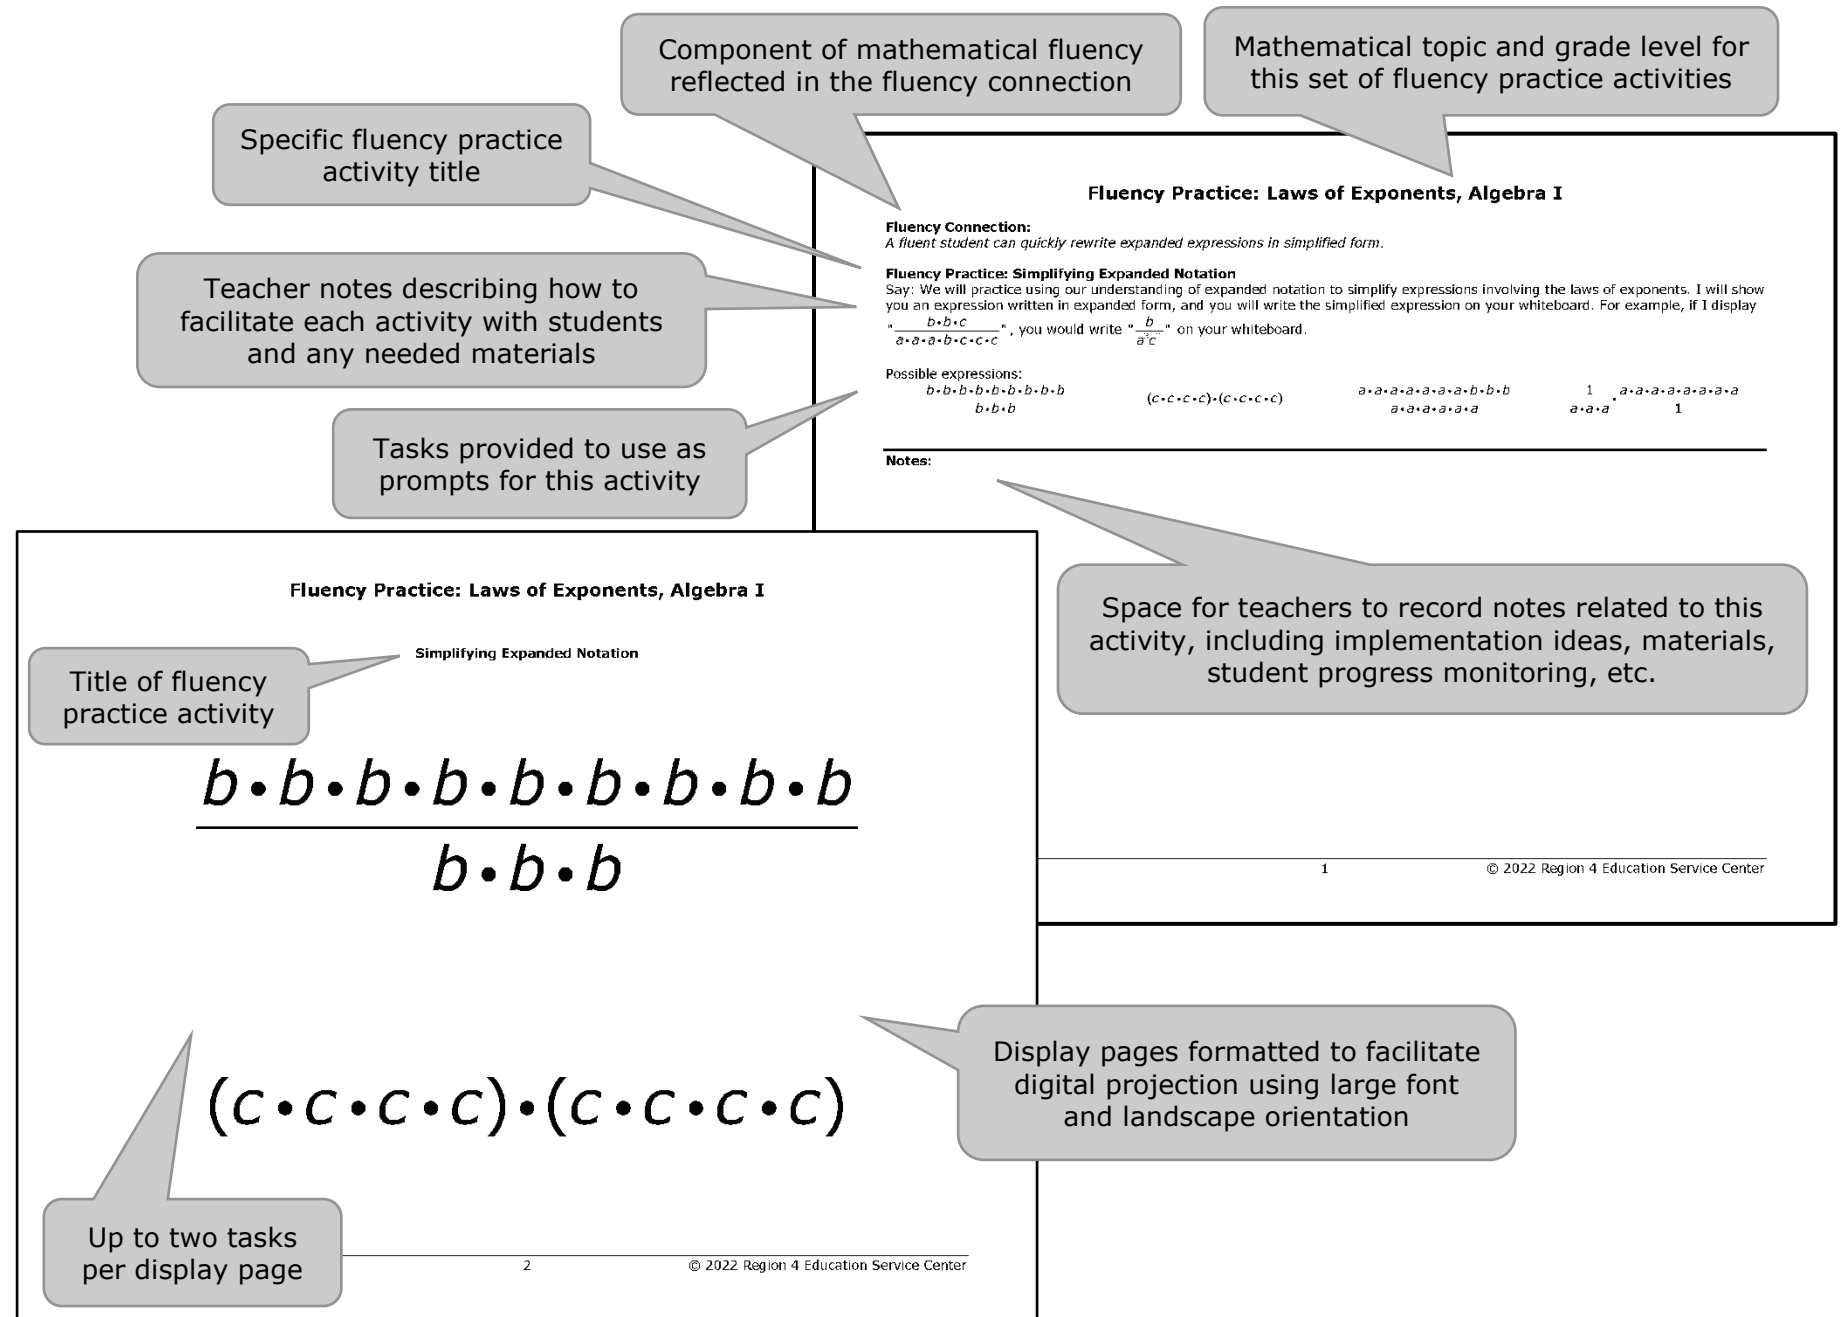 Component of mathematical fluency
reflected in the fluency connection
Mathematical topic and grade level for
this set of fluency practice activities
Specific fluency practice
activity title
Teacher notes describing how to
facilitate each activity with students
and any needed materials
Tasks provided to use as
prompts for this activity
Fluency Practice: Laws of Exponents, Algebra I
Fluency Connection:
A fluent student can quickly rewrite expanded expressions in simplified form.
Fluency Practice: Simplifying Expanded Notation
Say: We will practice using our understanding of expanded notation to simplify expressions involving the laws of exponents. I will show
you an expression written in expanded form, and you will write the simplified expression on your whiteboard. For example, if I display
b•b•c b
" ", you would write " " on your whiteboard.
a•a•a•b•c•c•c a c
Possible expressions:
b•b•b•b•b•b•b•b•b
b•b•b
(c•c•c•c)•(c•c•c•c)
a•a•a•a•a•a•a•b•b•b
a•a•a•a•a•a
1 a•a•a•a•a•a•a•a
•
a•a•a 1
Notes:
Space for teachers to record notes related to this
activity, including implementation ideas, materials,
student progress monitoring, etc.
1 © 2022 Region 4 Education Service Center
Fluency Practice: Laws of Exponents, Algebra I
Simplifying Expanded Notation
Title of fluency
practice activity
b•b•b•b•b•b•b•b•b
b•b•b
(c•c•c•c)•(c•c•c•c)
Display pages formatted to facilitate
digital projection using large font
and landscape orientation
Up to two tasks
per display page
2 © 2022 Region 4 Education Service Center